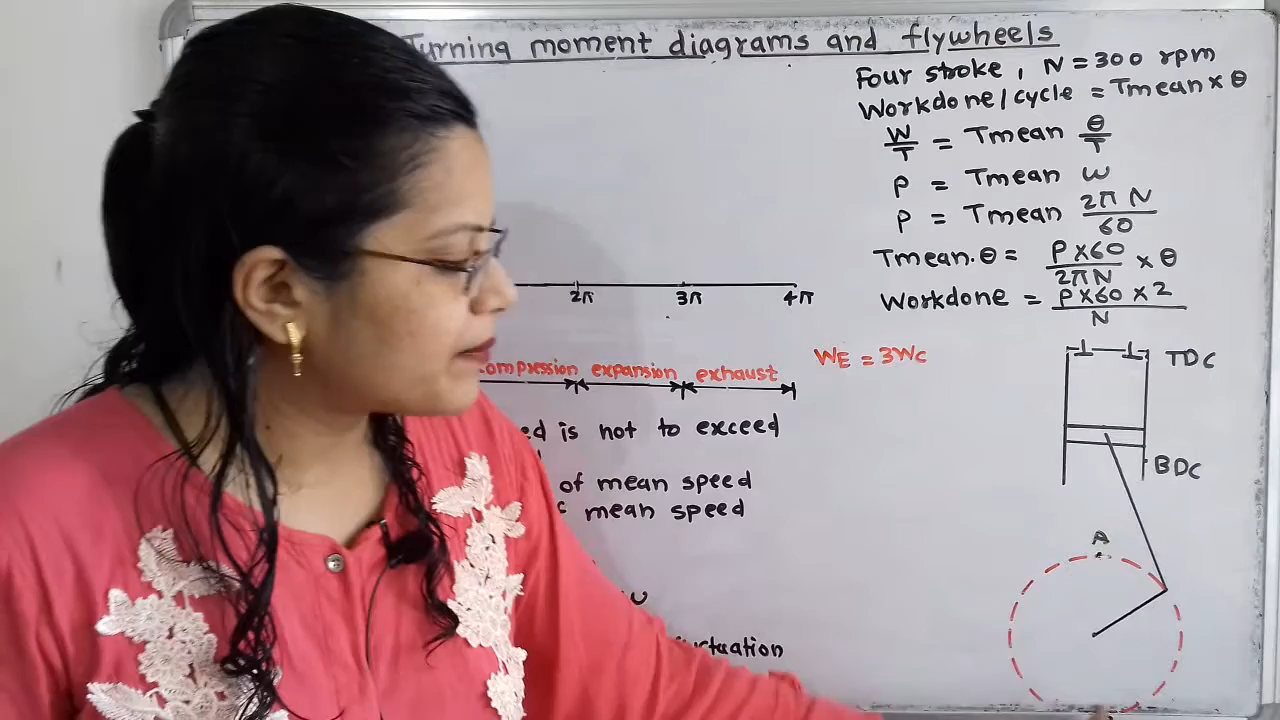 Turning moment diagrams and flywheels
Four stroke, N = 300 rpm
Workdone/cycle = Tmean x θ
W/T = Tmean θ/T
P = Tmean ω
P = Tmean 2π N/60
Tmean.θ = P x 60/2πN x θ
Workdone = P x 60 x 2/N
2π 3π 4π
WE = 3WC
compression expansion exhaust
TDC
is not to exceed
BDC
of mean speed
mean speed
A